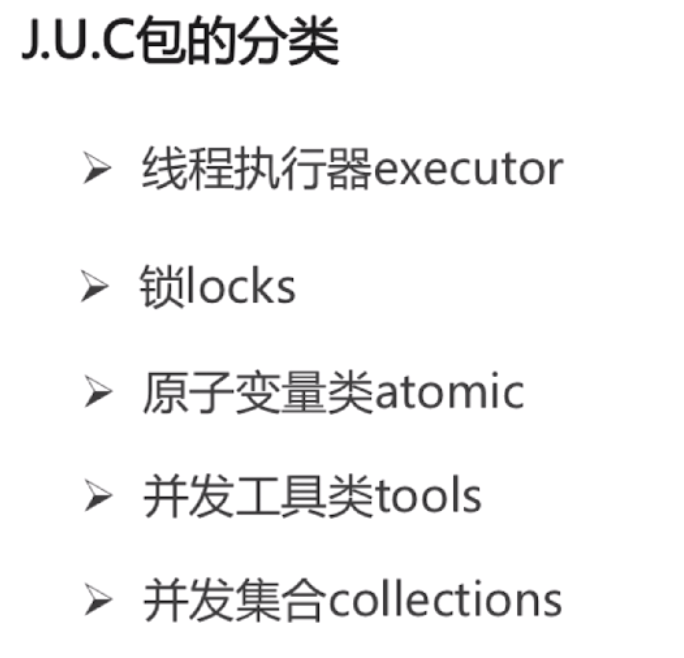 J.U.C包的分类
➢ 线程执行器executor
➢ 锁locks
➢ 原子变量类atomic
➢ 并发工具类tools
➢ 并发集合collections